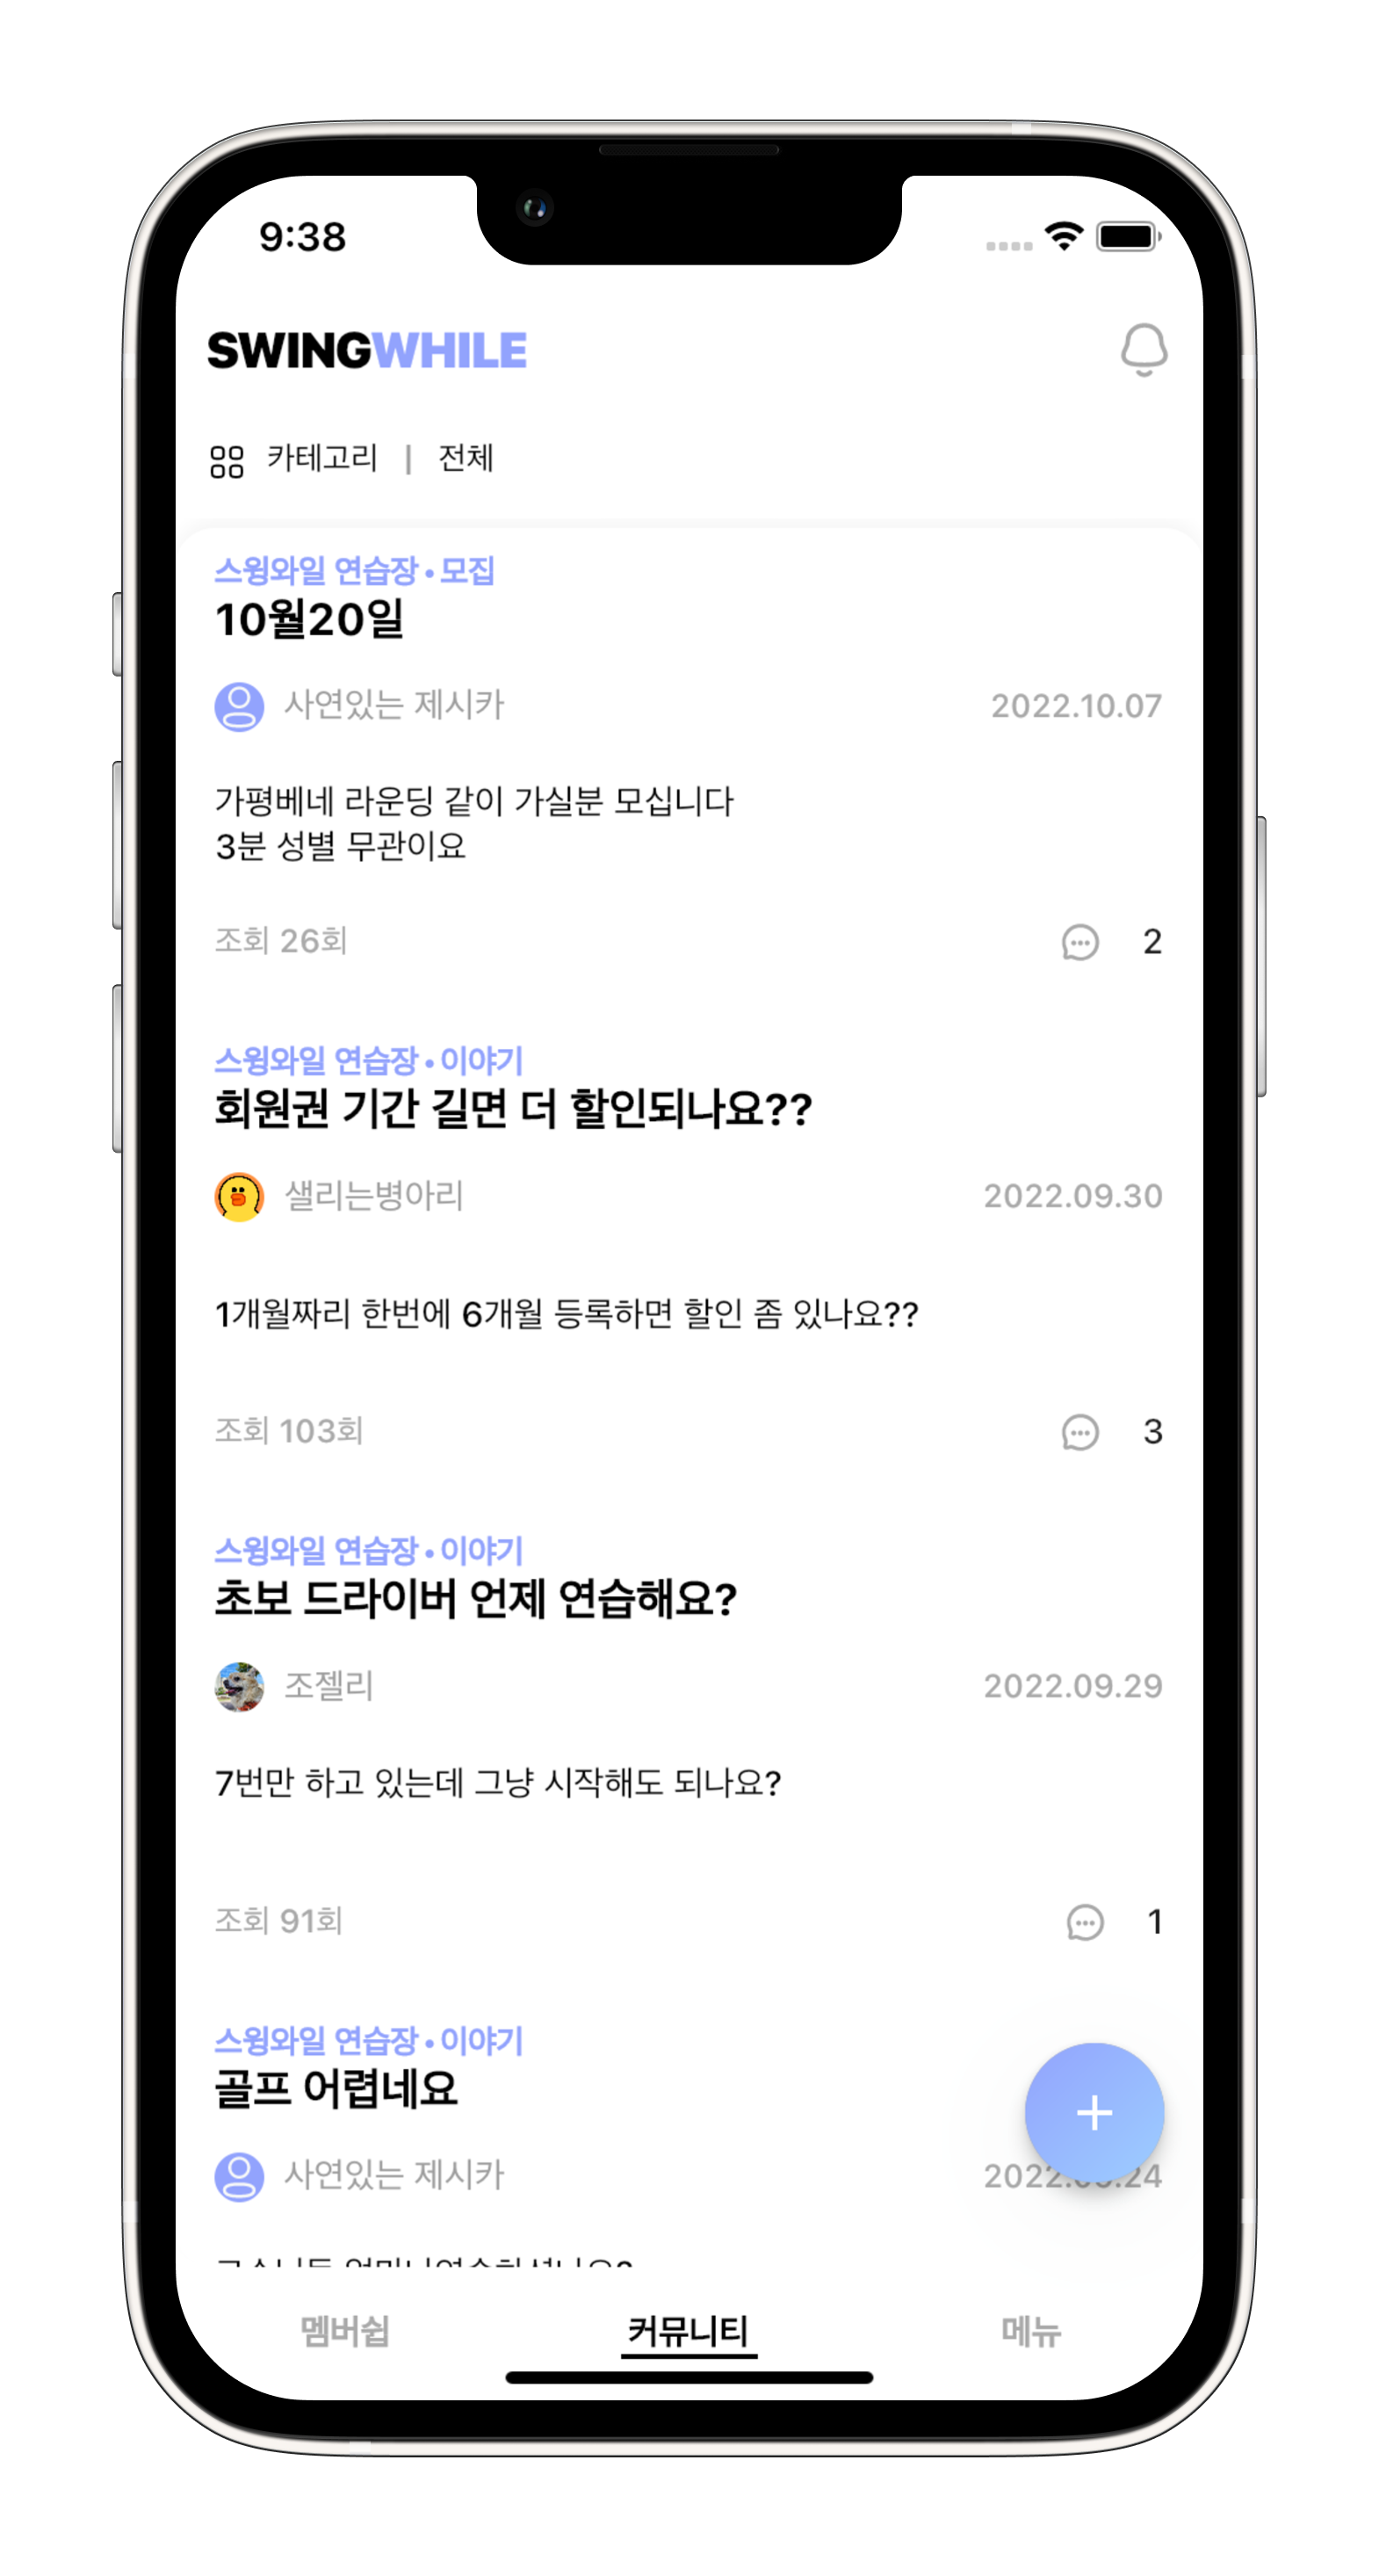 9:38
SWINGWHILE
카테고리 | 전체
스윙와일 연습장 • 모집
10월20일
사연있는 제시카 2022.10.07
가평베네 라운딩 같이 가실분 모십니다
3분 성별 무관이요
조회 26회 2
스윙와일 연습장 • 이야기
회원권 기간 길면 더 할인되나요??
샐리는병아리 2022.09.30
1개월짜리 한번에 6개월 등록하면 할인 좀 있나요??
조회 103회 3
스윙와일 연습장 • 이야기
초보 드라이버 언제 연습해요?
조젤리 2022.09.29
7번만 하고 있는데 그냥 시작해도 되나요?
조회 91회 1
스윙와일 연습장 • 이야기
골프 어렵네요
사연있는 제시카
멤버쉽 커뮤니티 메뉴